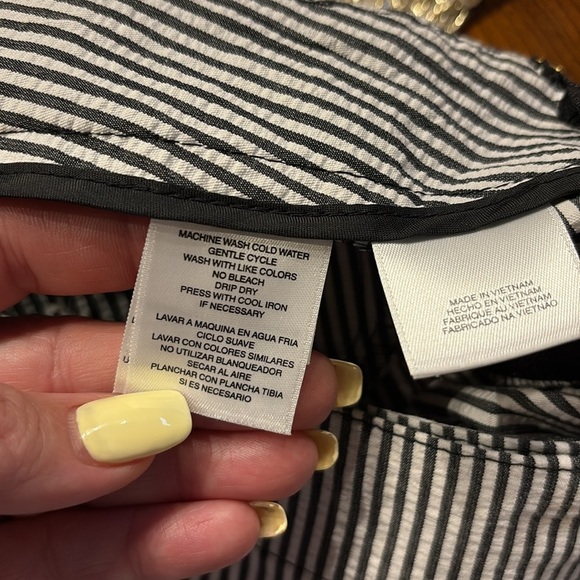 MACHINE WASH COLD WATER
GENTLE CYCLE
WASH WITH LIKE COLORS
NO BLEACH
DRIP DRY
PRESS WITH COOL IRON
IF NECESSARY
LAVAR A MAQUINA EN AGUA FRIA
CICLO SUAVE
LAVAR CON COLORES SIMILARES
NO UTILIZAR BLANQUEADOR
SECAR AL AIRE
PLANCHAR CON PLANCHA TIBIA
SI ES NECESARIO
MADE IN VIETNAM
HECHO EN VIETNAM
FABRIQUE AU VIETNAM
FABRICADO NA VIETNÃO